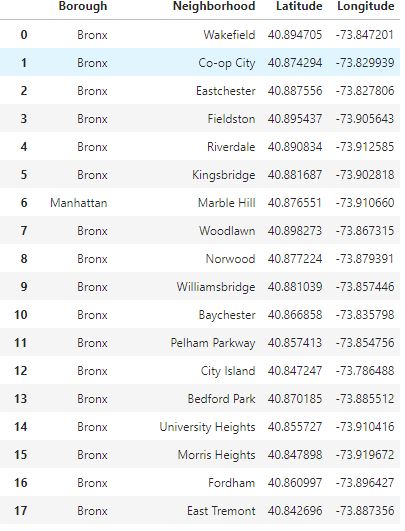 Borough Neighborhood Latitude Longitude
0 Bronx Wakefield 40.894705 -73.847201
1 Bronx Co-op City 40.874294 -73.829939
2 Bronx Eastchester 40.887556 -73.827806
3 Bronx Fieldston 40.895437 -73.905643
4 Bronx Riverdale 40.890834 -73.912585
5 Bronx Kingsbridge 40.881687 -73.902818
6 Manhattan Marble Hill 40.876551 -73.910660
7 Bronx Woodlawn 40.898273 -73.867315
8 Bronx Norwood 40.877224 -73.879391
9 Bronx Williamsbridge 40.881039 -73.857446
10 Bronx Baychester 40.866858 -73.835798
11 Bronx Pelham Parkway 40.857413 -73.854756
12 Bronx City Island 40.847247 -73.786488
13 Bronx Bedford Park 40.870185 -73.885512
14 Bronx University Heights 40.855727 -73.910416
15 Bronx Morris Heights 40.847898 -73.919672
16 Bronx Fordham 40.860997 -73.896427
17 Bronx East Tremont 40.842696 -73.887356